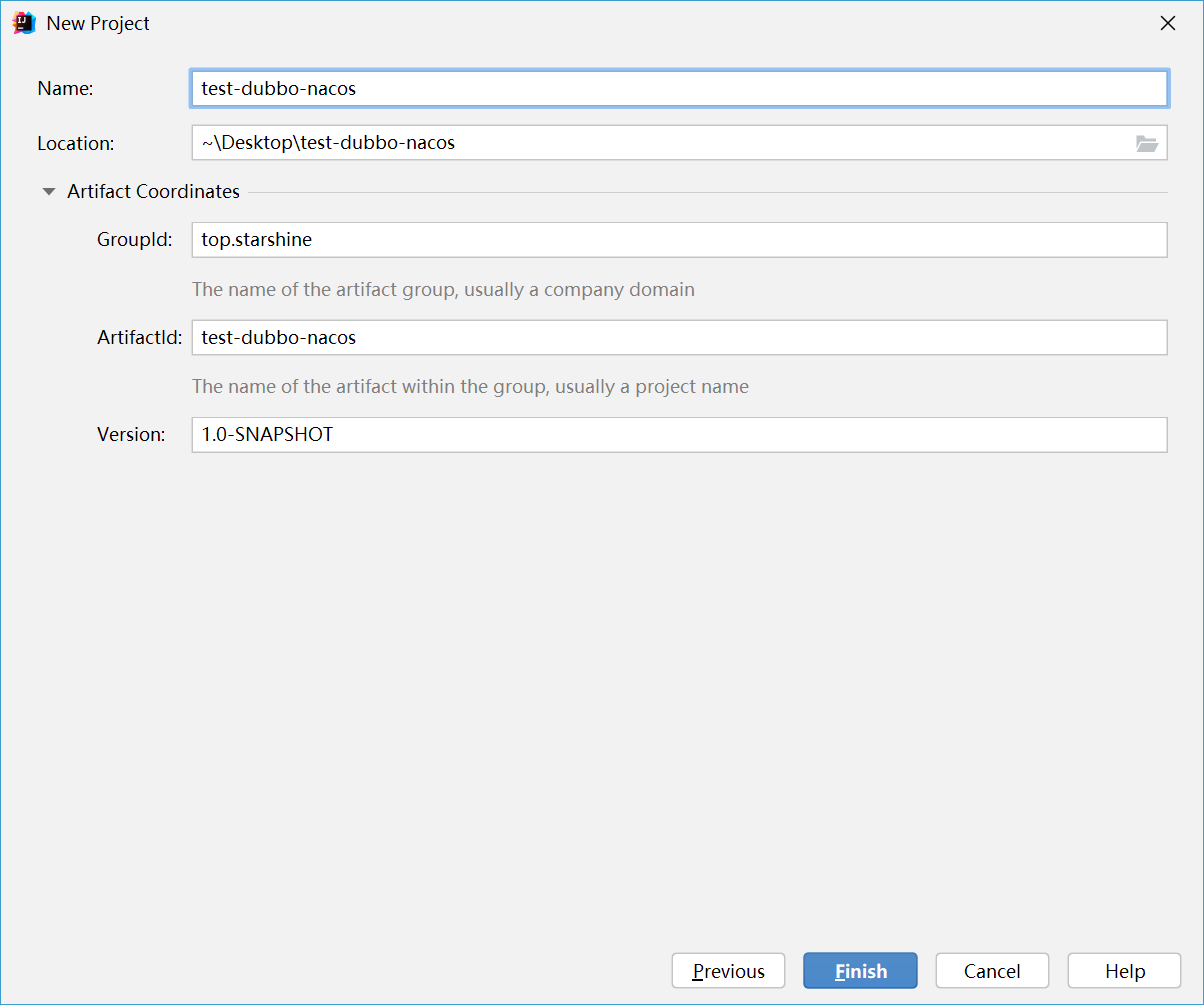 New Project
Name:
test-dubbo-nacos
Location:
~\Desktop\test-dubbo-nacos
Artifact Coordinates
GroupId:
top.starshine
The name of the artifact group, usually a company domain
ArtifactId:
test-dubbo-nacos
The name of the artifact within the group, usually a project name
Version:
1.0-SNAPSHOT
Previous
Finish
Cancel
Help